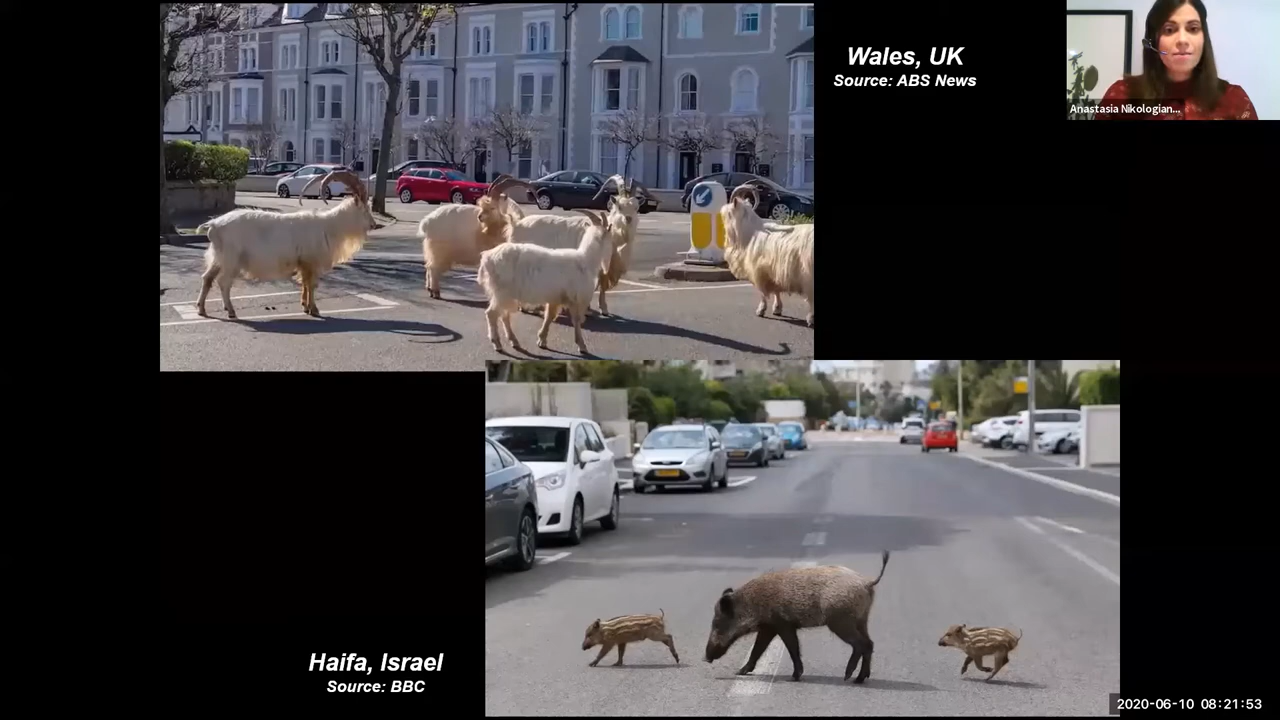 Wales, UK
Source: ABS News
Anastasia Nikologian...
Haifa, Israel
Source: BBC
2020-06-10 08:21:53